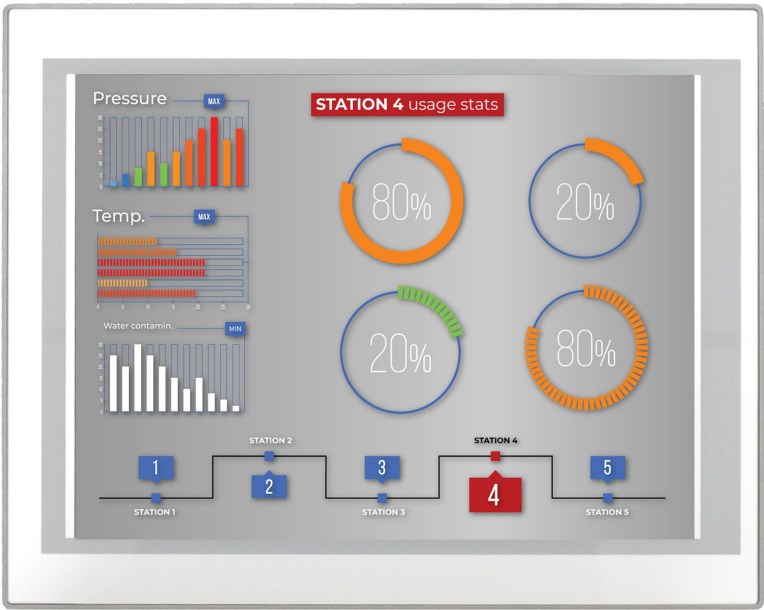 Pressure MAX
STATION 4 usage stats
80%
20%
Temp. MAX
Water contamin. MIN
20%
80%
STATION 2
STATION 4
1
3
5
2
4
STATION 1
STATION 3
STATION 5